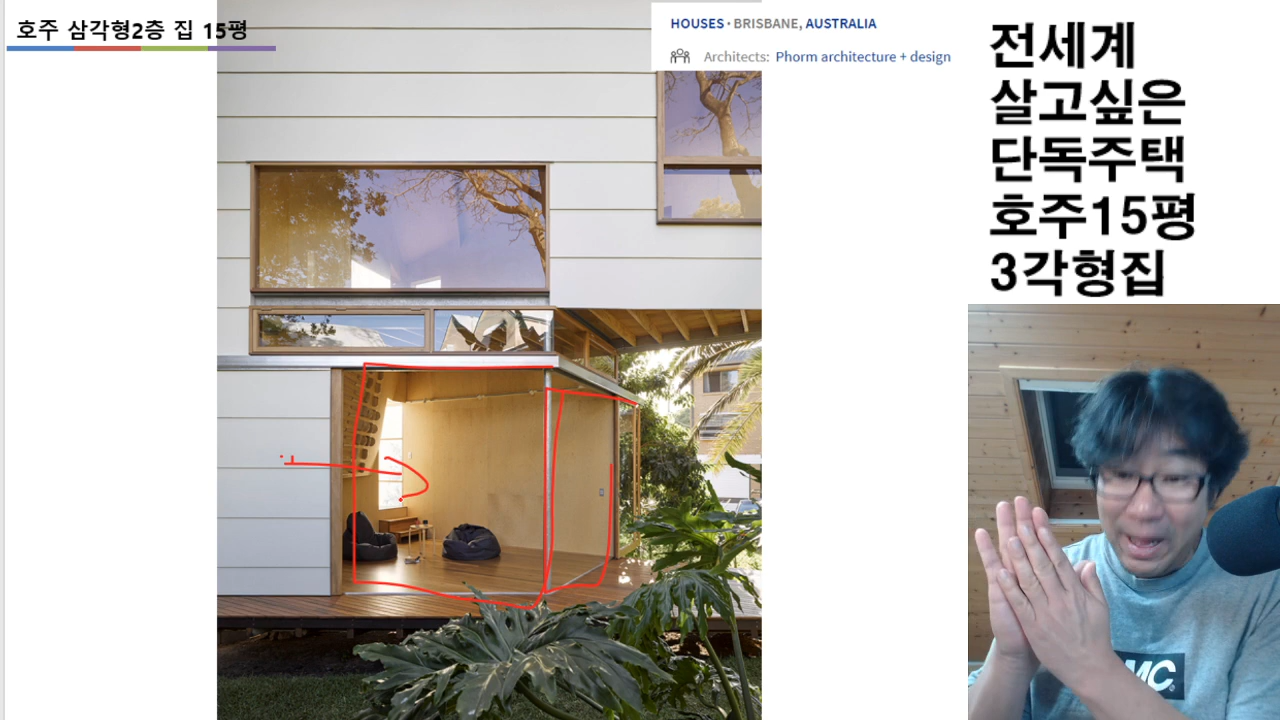 호주 삼각형2층 집 15평
HOUSES · BRISBANE, AUSTRALIA
Architects: Phorm architecture + design
전세계
살고싶은
단독주택
호주15평
3각형집
MC